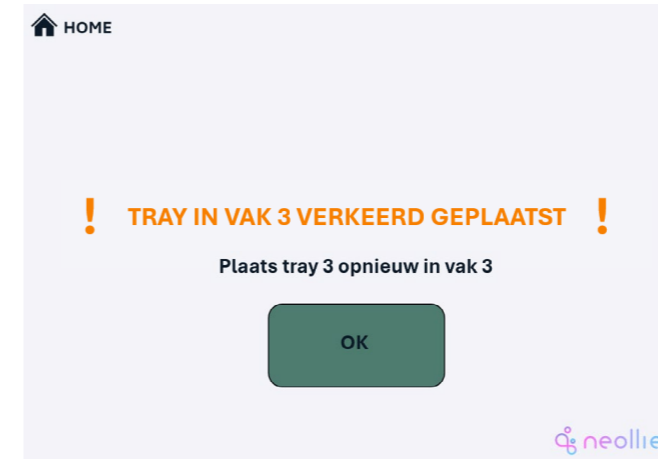 HOME
! TRAY IN VAK 3 VERKEERD GEPLAATST !
Plaats tray 3 opnieuw in vak 3
OK
neollie